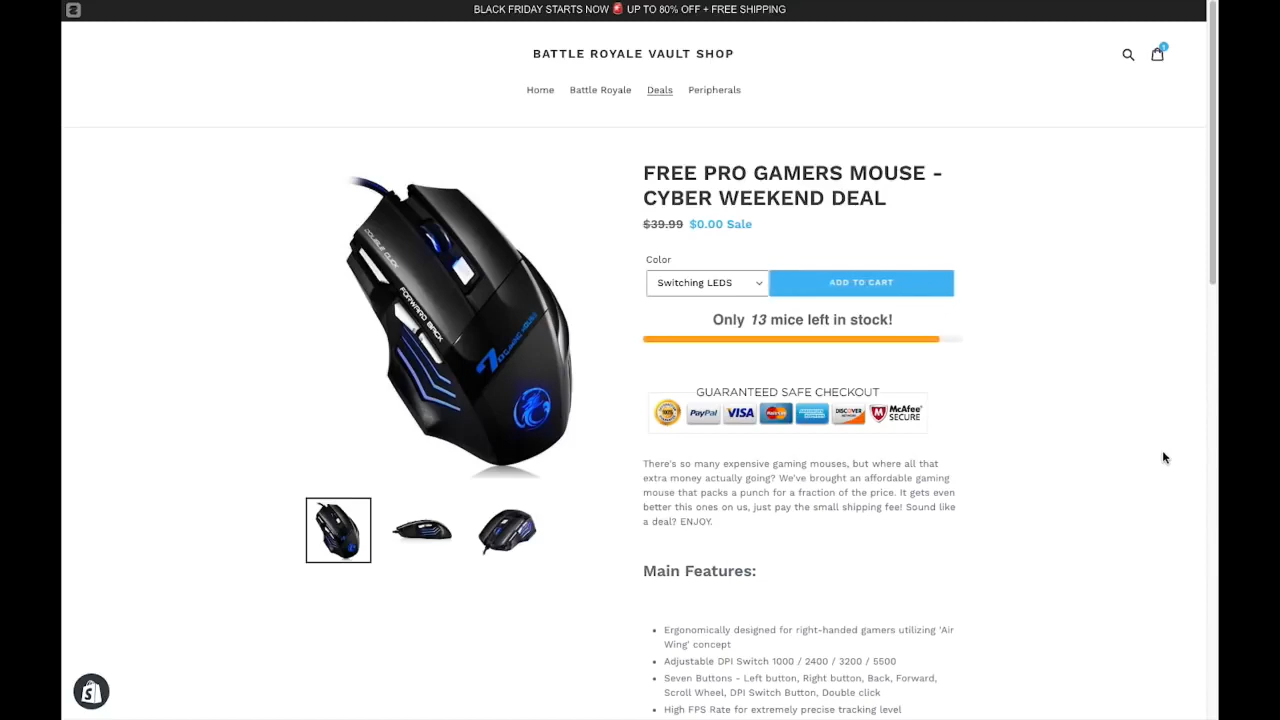 BLACK FRIDAY STARTS NOW 🚨 UP TO 80% OFF + FREE SHIPPING
BATTLE ROYALE VAULT SHOP
1
Home Battle Royale Deals Peripherals
FREE PRO GAMERS MOUSE -
CYBER WEEKEND DEAL
$39.99 $0.00 Sale
Color
Switching LEDS
ADD TO CART
Only 13 mice left in stock!
DOUBLE CLICK
FORWARD BACK
GUARANTEED SAFE CHECKOUT
PayPal VISA MasterCard DISCOVER McAfee
SECURE
There's so many expensive gaming mouses, but where all that
extra money actually going? We've brought an affordable gaming
mouse that packs a punch for a fraction of the price. It gets even
better this ones on us, just pay the small shipping fee! Sound like
a deal? ENJOY.
Main Features:
Ergonomically designed for right-handed gamers utilizing 'Air
Wing' concept
Adjustable DPI Switch 1000 / 2400 / 3200 / 5500
Seven Buttons - Left button, Right button, Back, Forward,
Scroll Wheel, DPI Switch Button, Double click
High FPS Rate for extremely precise tracking level